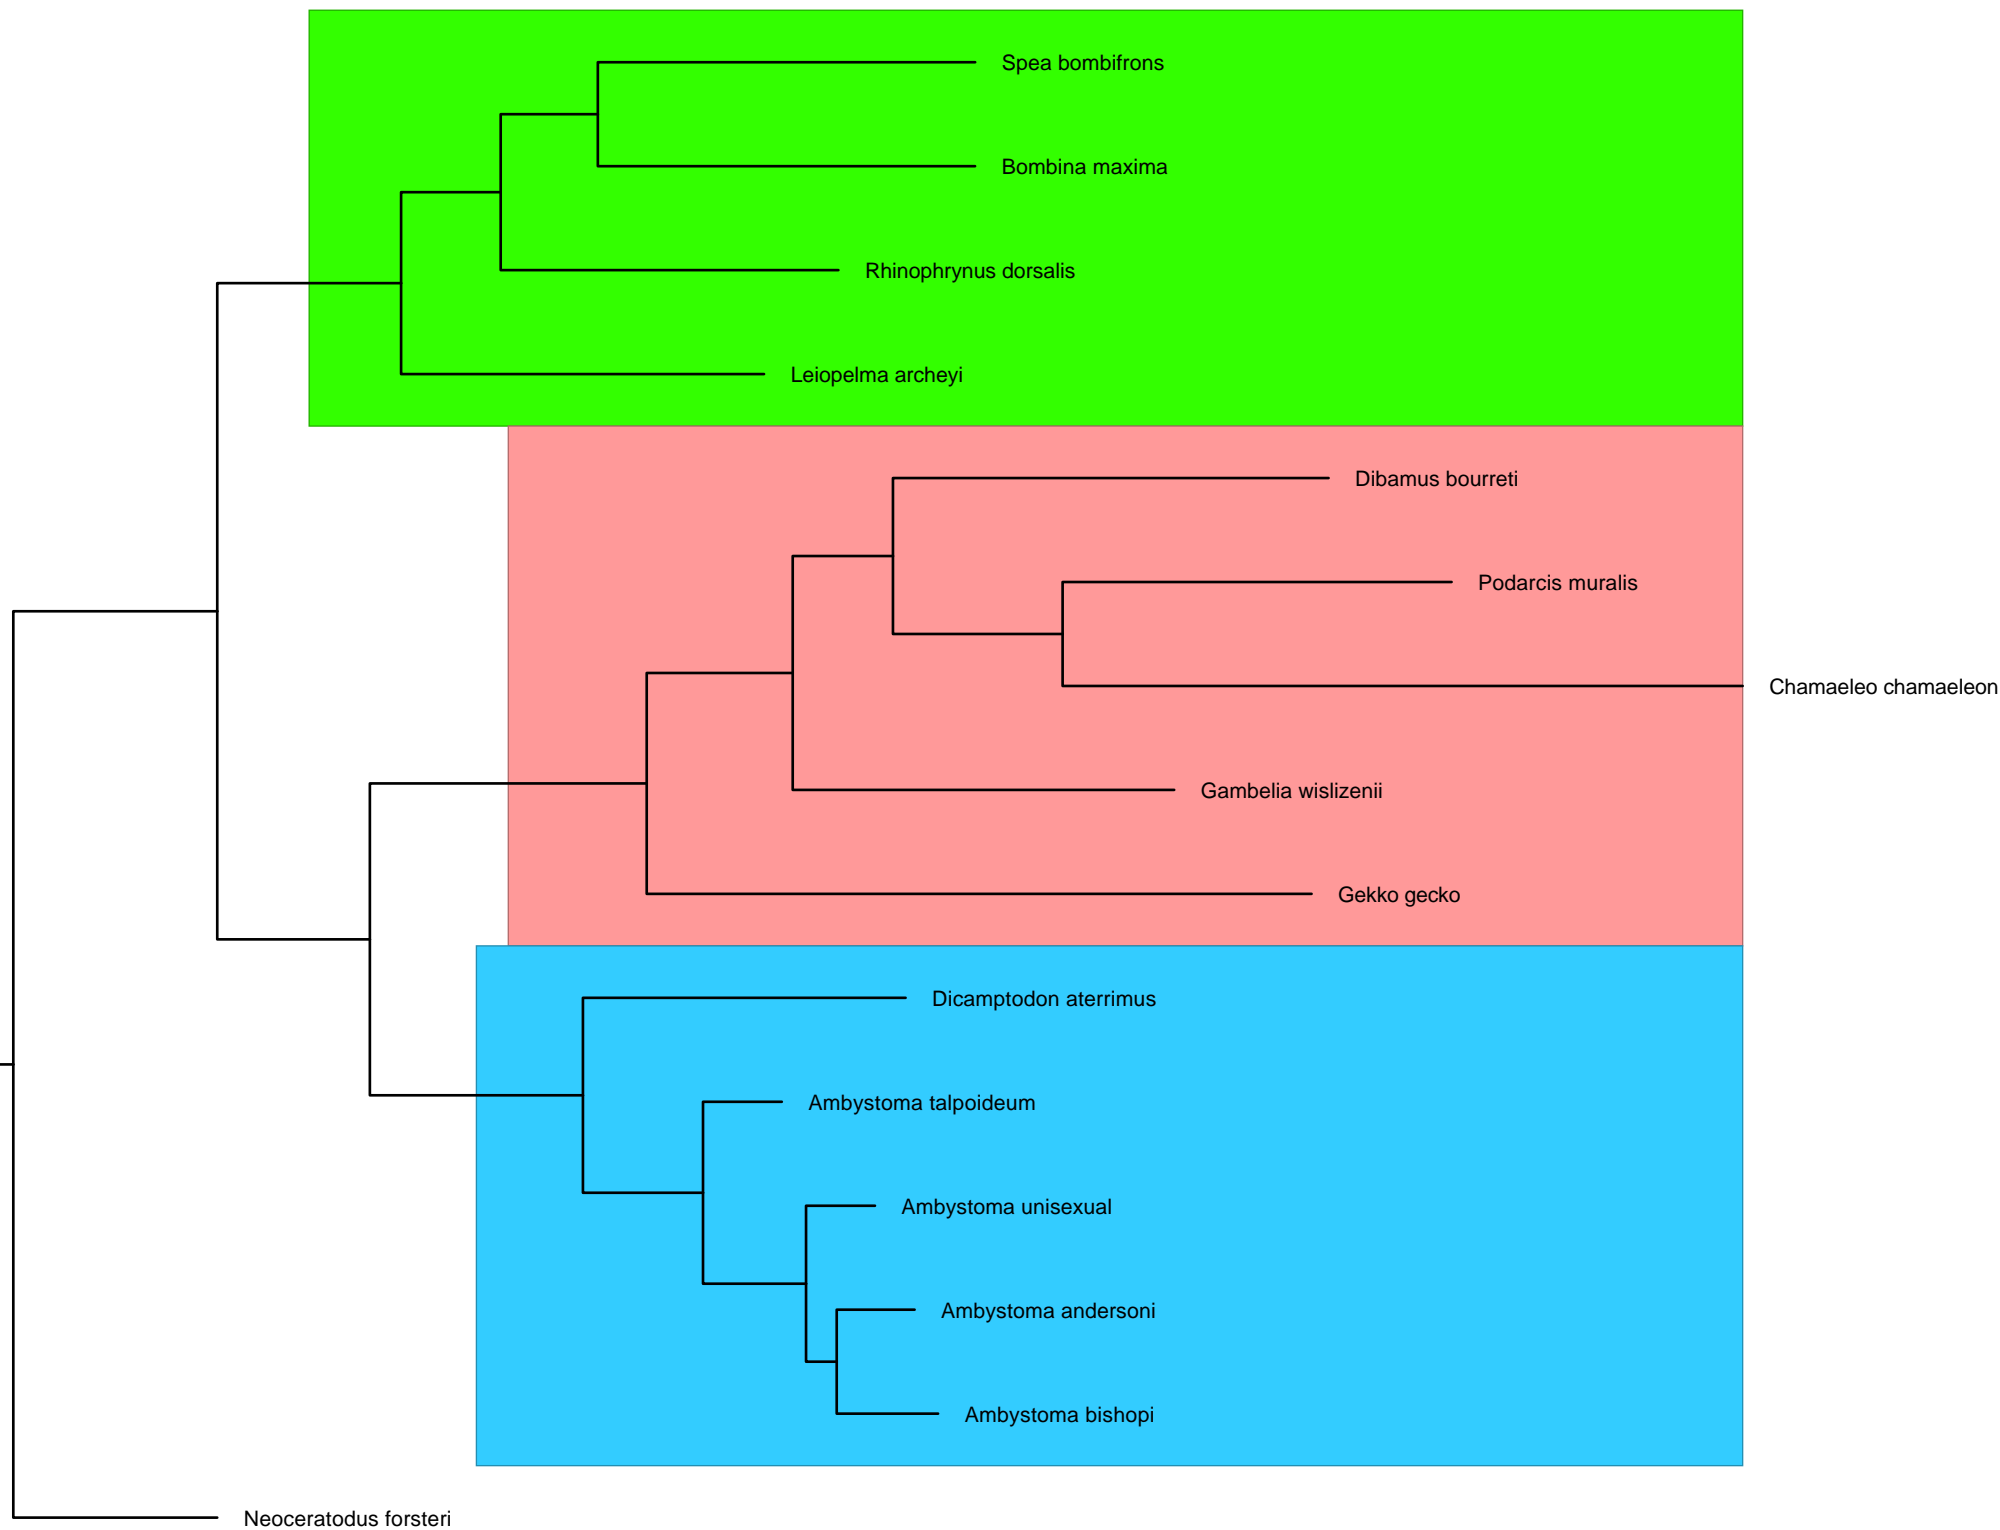 Spea bombifrons
Bombina maxima
Rhinophrynus dorsalis
Leiopelma archeyi
Dibamus bourreti
Podarcis muralis
Chamaeleo chamaeleon
Gambelia wislizenii
Gekko gecko
Dicamptodon aterrimus
Ambystoma talpoideum
Ambystoma unisexual
Ambystoma andersoni
Ambystoma bishopi
Neoceratodus forsteri